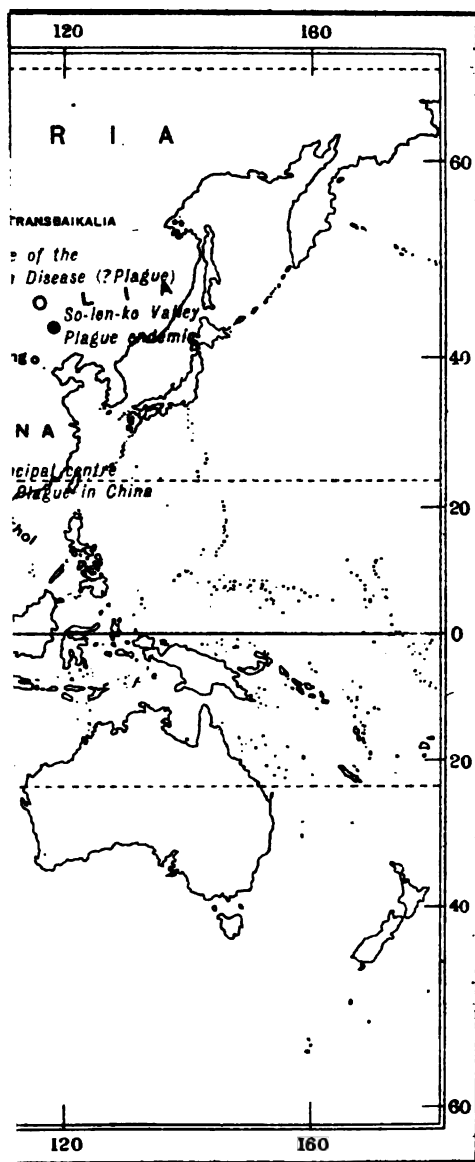 120 160
R I A
60
TRANSBAIKALIA
e of the
Disease (?Plague)
L I A
So-len-ko Valley
Plague endemic
40
N A
ncipal centre
Plague in China
20
0
20
40
60
120 160